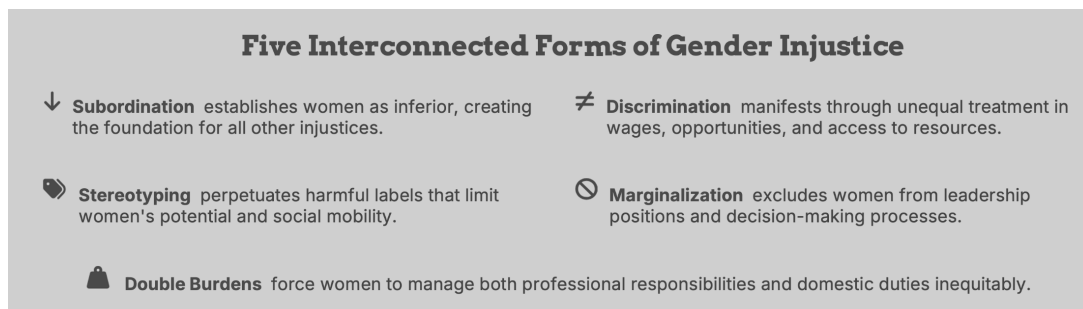 Five Interconnected Forms of Gender Injustice
Subordination establishes women as inferior, creating
the foundation for all other injustices.
Discrimination manifests through unequal treatment in
wages, opportunities, and access to resources.
Stereotyping perpetuates harmful labels that limit
women's potential and social mobility.
Marginalization excludes women from leadership
positions and decision-making processes.
Double Burdens force women to manage both professional responsibilities and domestic duties inequitably.